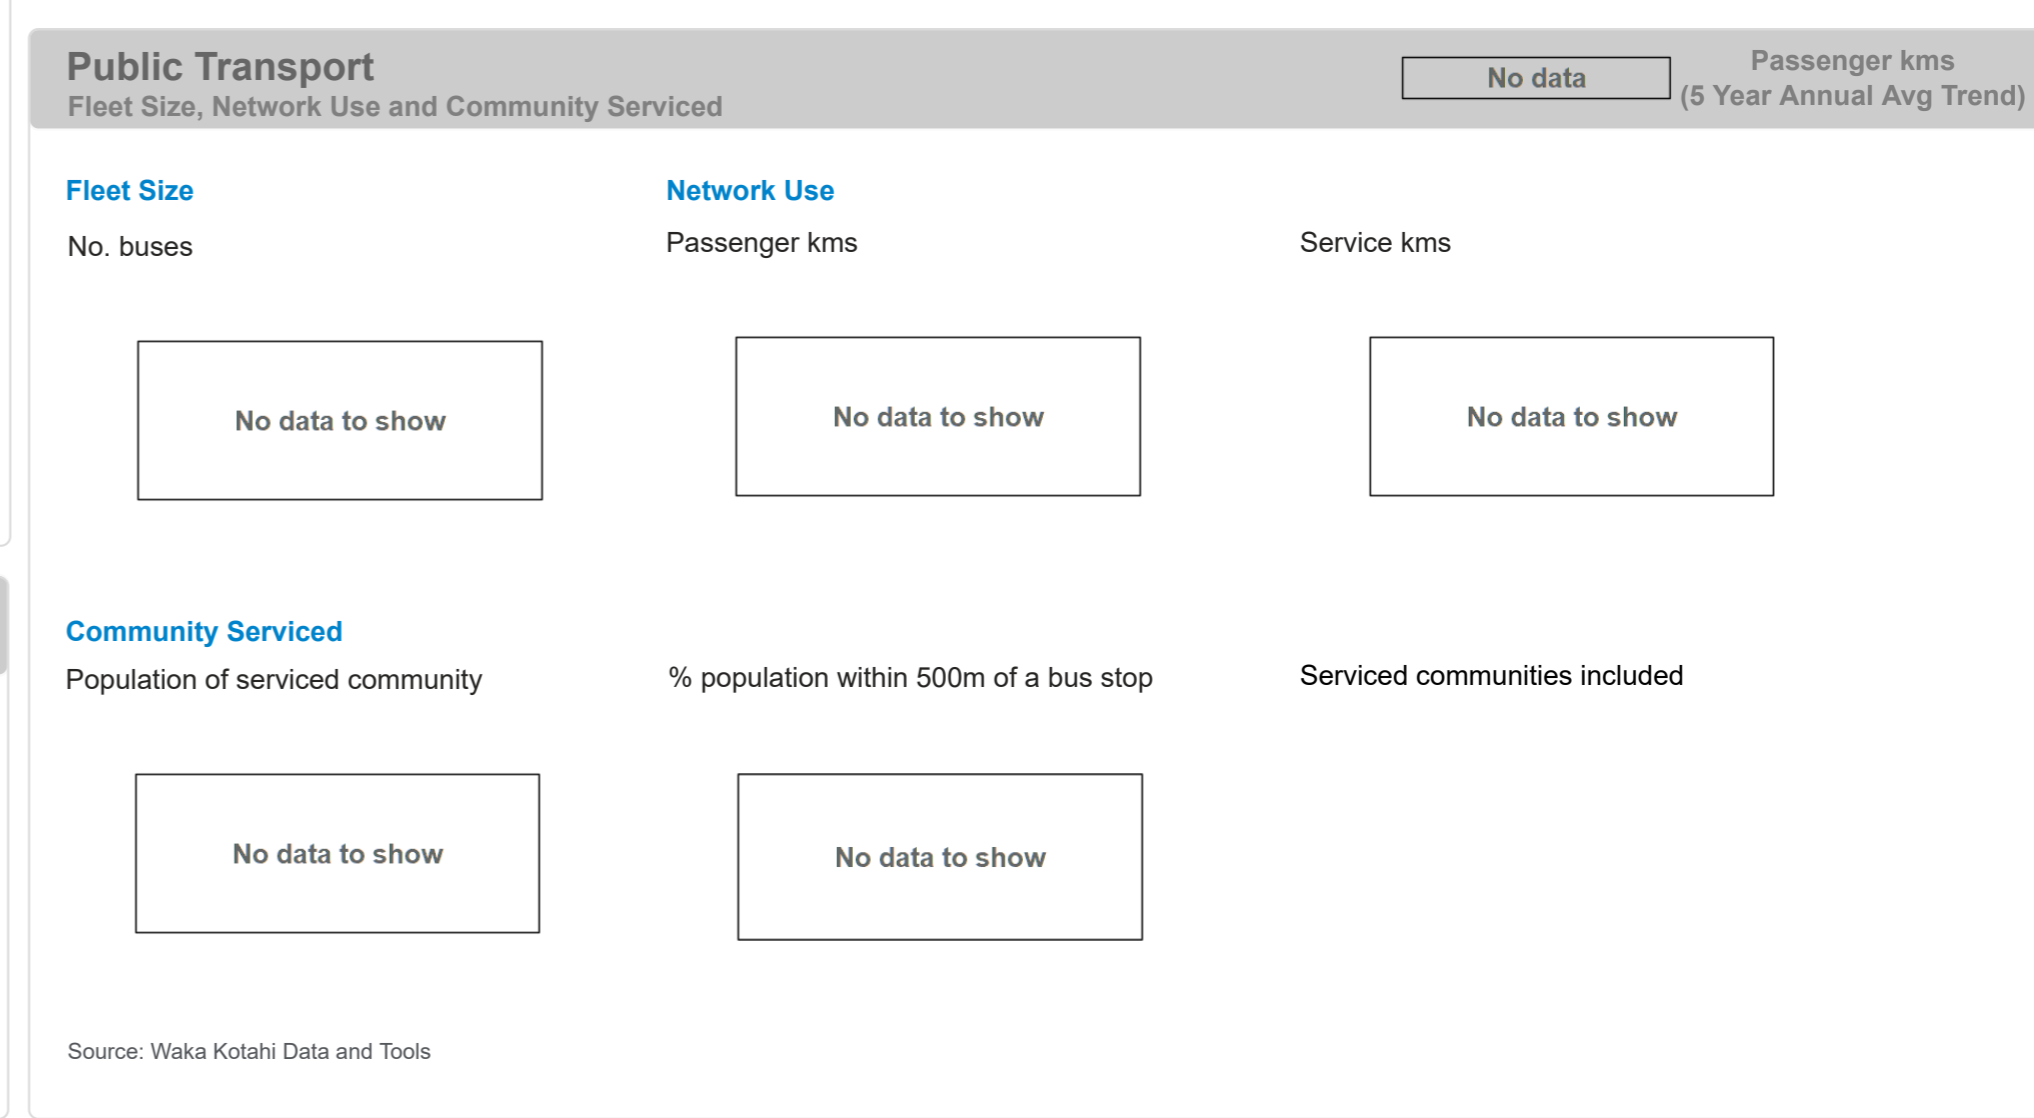 Public Transport
Fleet Size, Network Use and Community Serviced
No data
Passenger kms
(5 Year Annual Avg Trend)
Fleet Size
No. buses
No data to show
Network Use
Passenger kms
No data to show
Service kms
No data to show
Community Serviced
Population of serviced community
No data to show
% population within 500m of a bus stop
No data to show
Serviced communities included
Source: Waka Kotahi Data and Tools